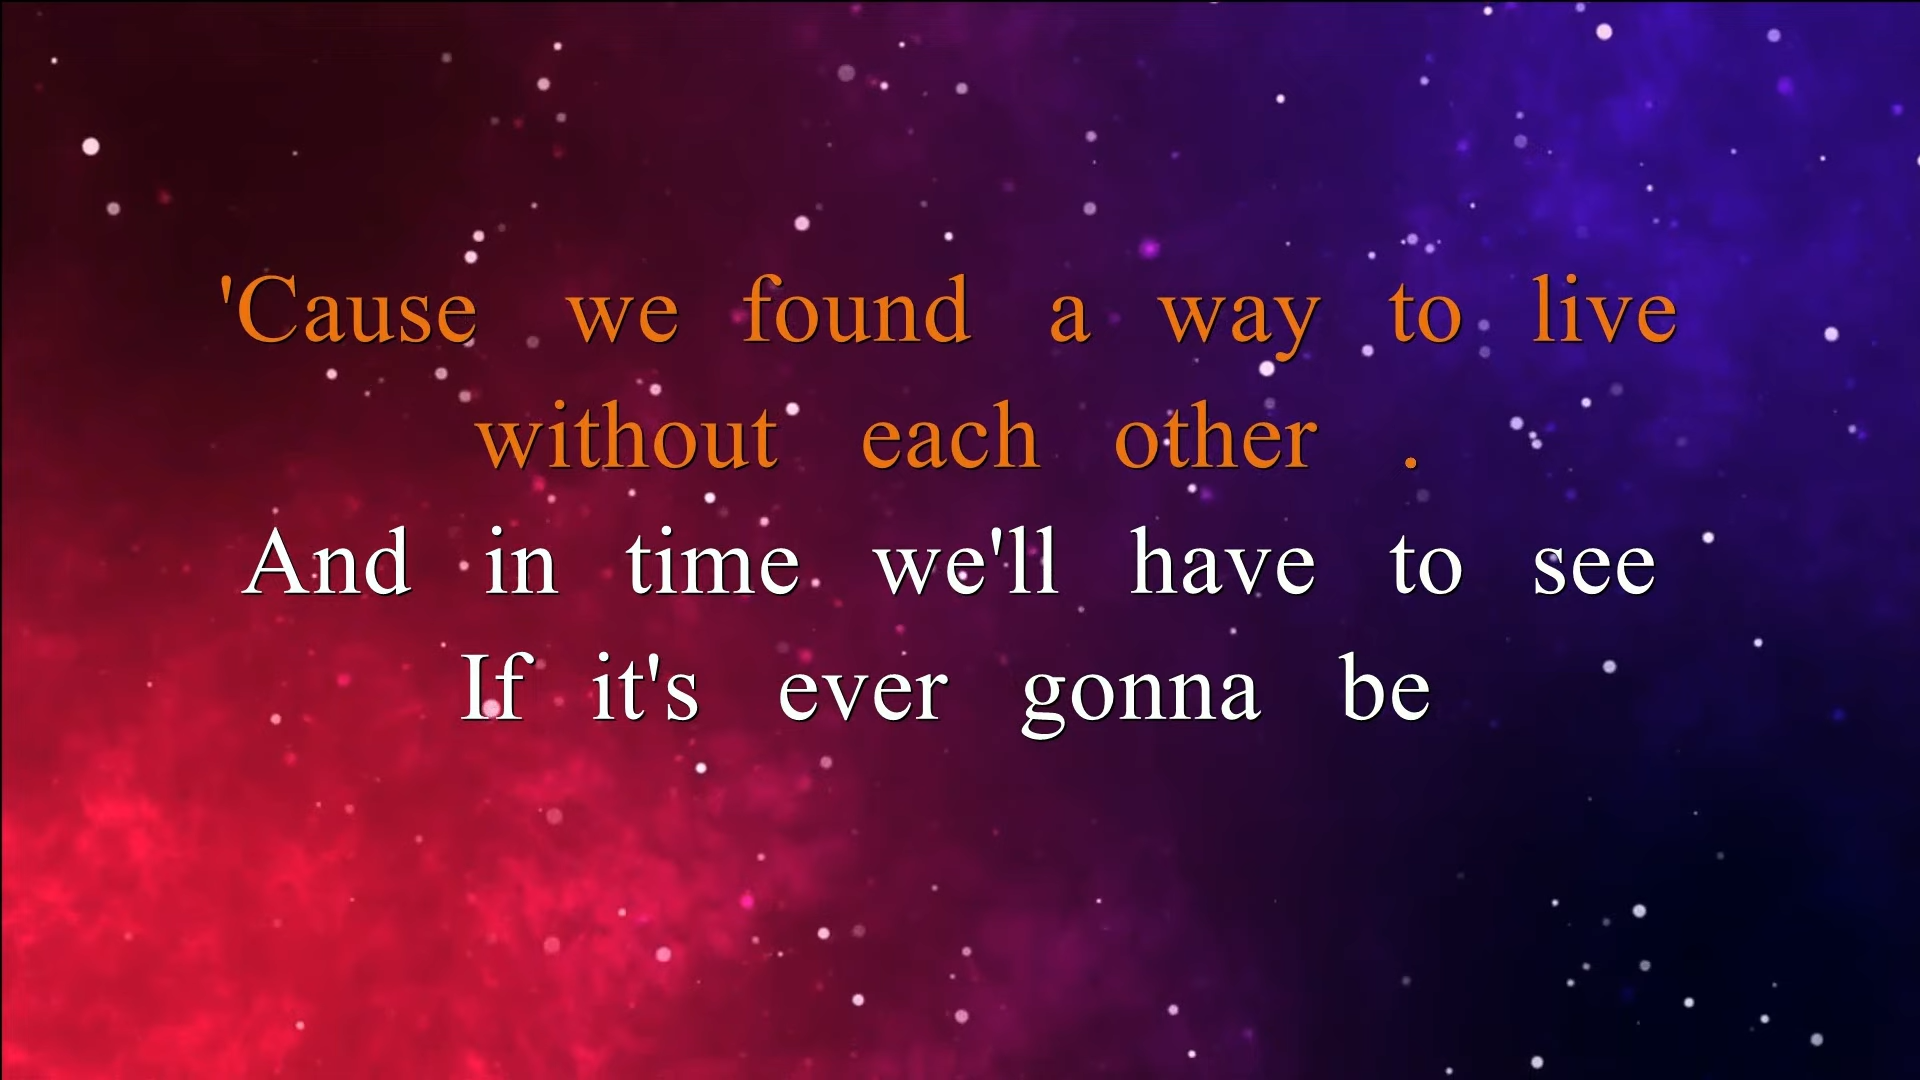 'Cause we found a way to live
without each other .
And in time we'll have to see
If it's ever gonna be